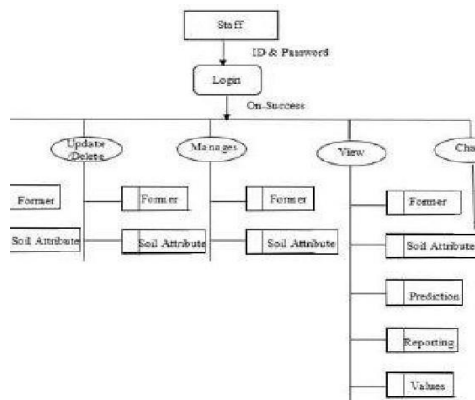 Staff
ID & Password
Login
On-Success
Update
/Delete
Manages
View
Cha
Former
Former
Former
Former
Soil Attribute
Soil Attribute
Soil Attribute
Soil Attribute
Prediction
Reporting
Values